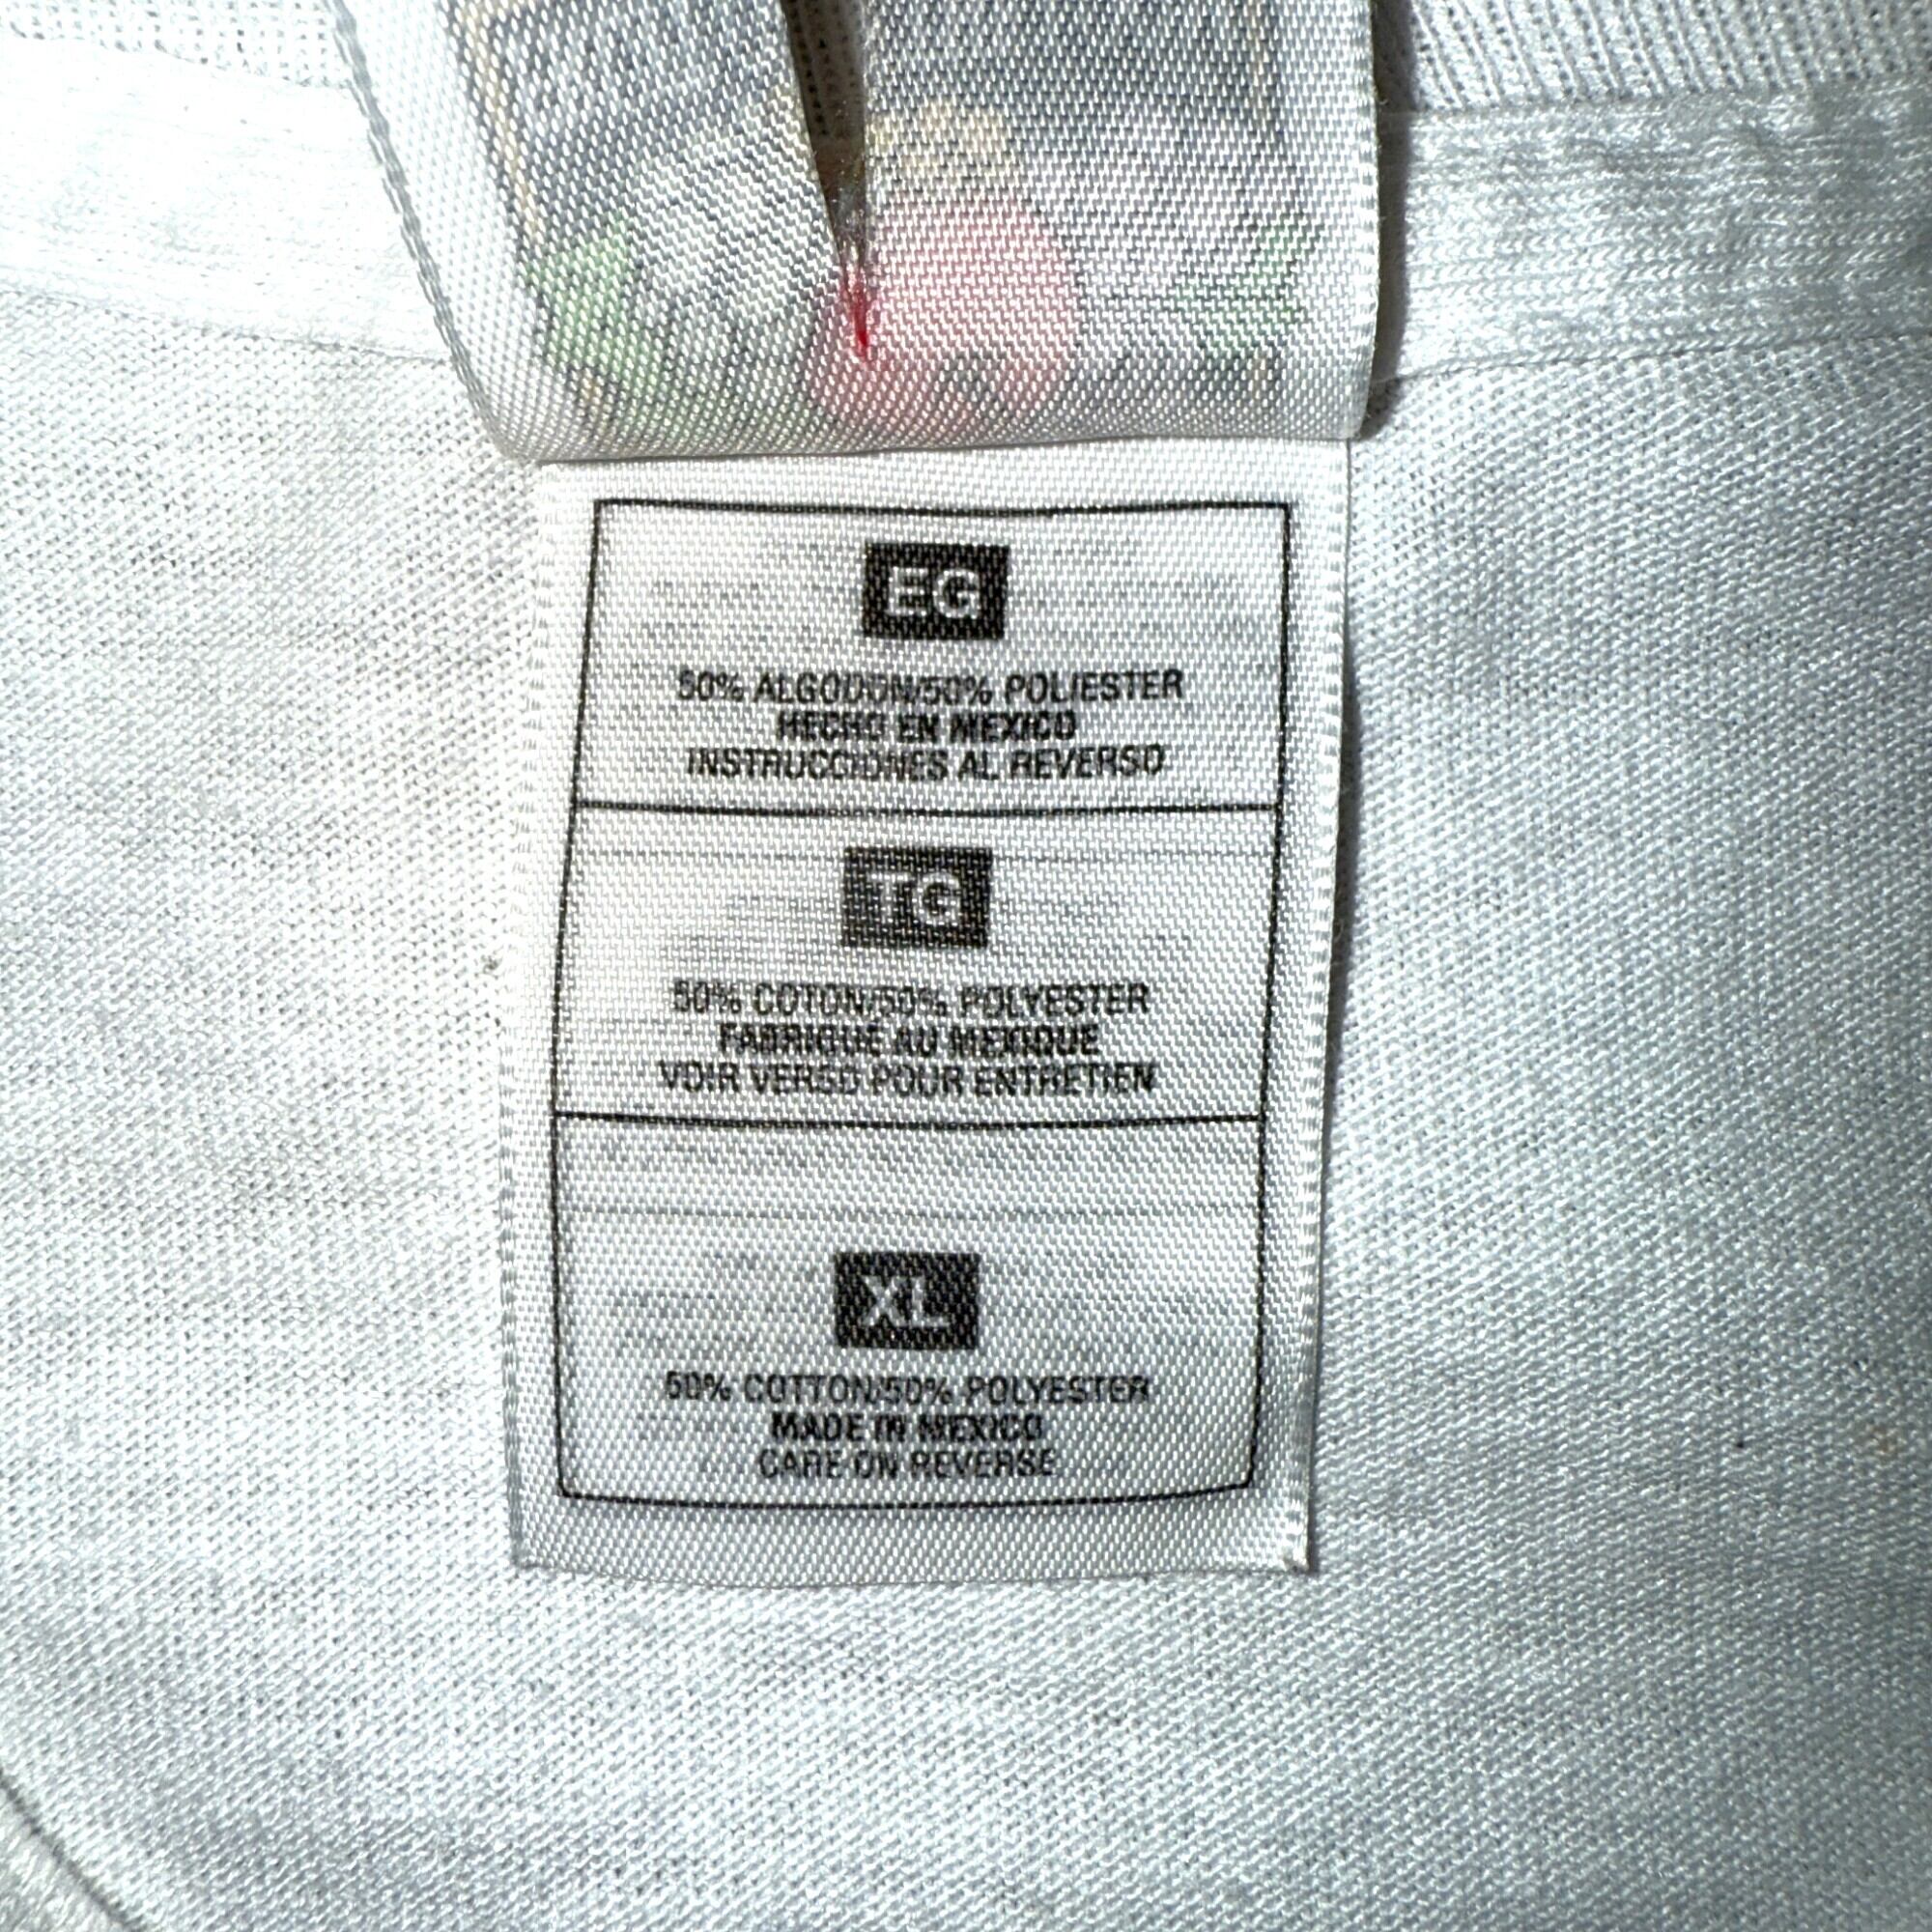 EG
50% ALGODON/50% POLIESTER
HECHO EN MEXICO
INSTRUCCIONES AL REVERSO
TG
50% COTON/50% POLYESTER
FABRIQUÉ AU MEXIQUE
VOIR VERSO POUR ENTRETIEN
XL
50% COTTON/50% POLYESTER
MADE IN MEXICO
CARE ON REVERSE